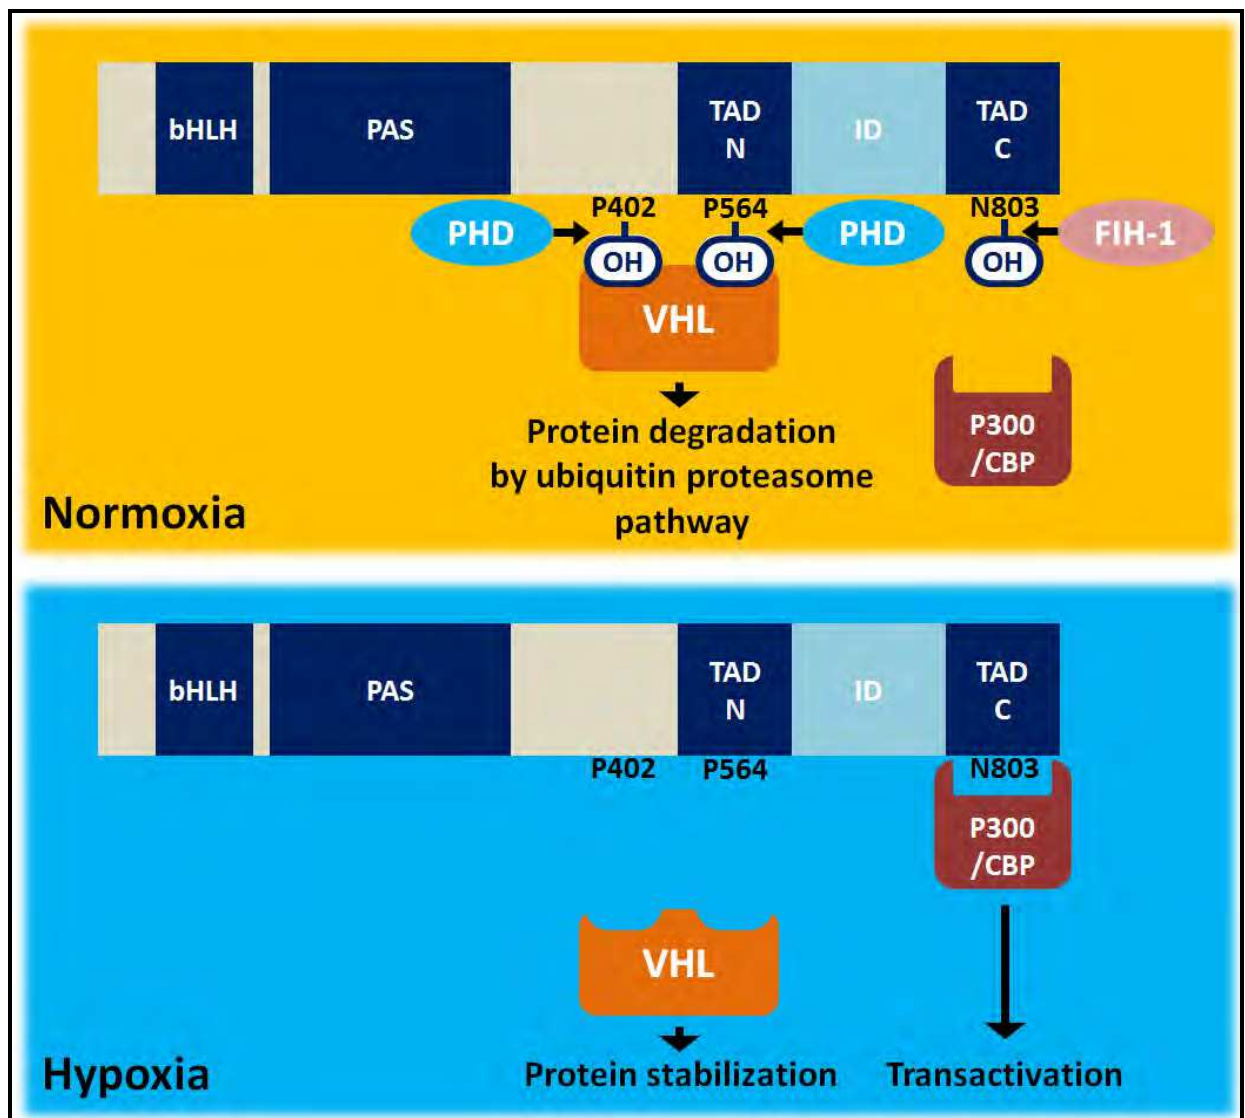 bHLH
PAS
TAD
N
ID
TAD
C
P402
P564
N803
PHD
PHD
FIH-1
OH
OH
OH
VHL
P300
/CBP
Protein degradation
by ubiquitin proteasome
pathway
Normoxia
bHLH
PAS
TAD
N
ID
TAD
C
P402
P564
N803
P300
/CBP
VHL
Protein stabilization
Transactivation
Hypoxia